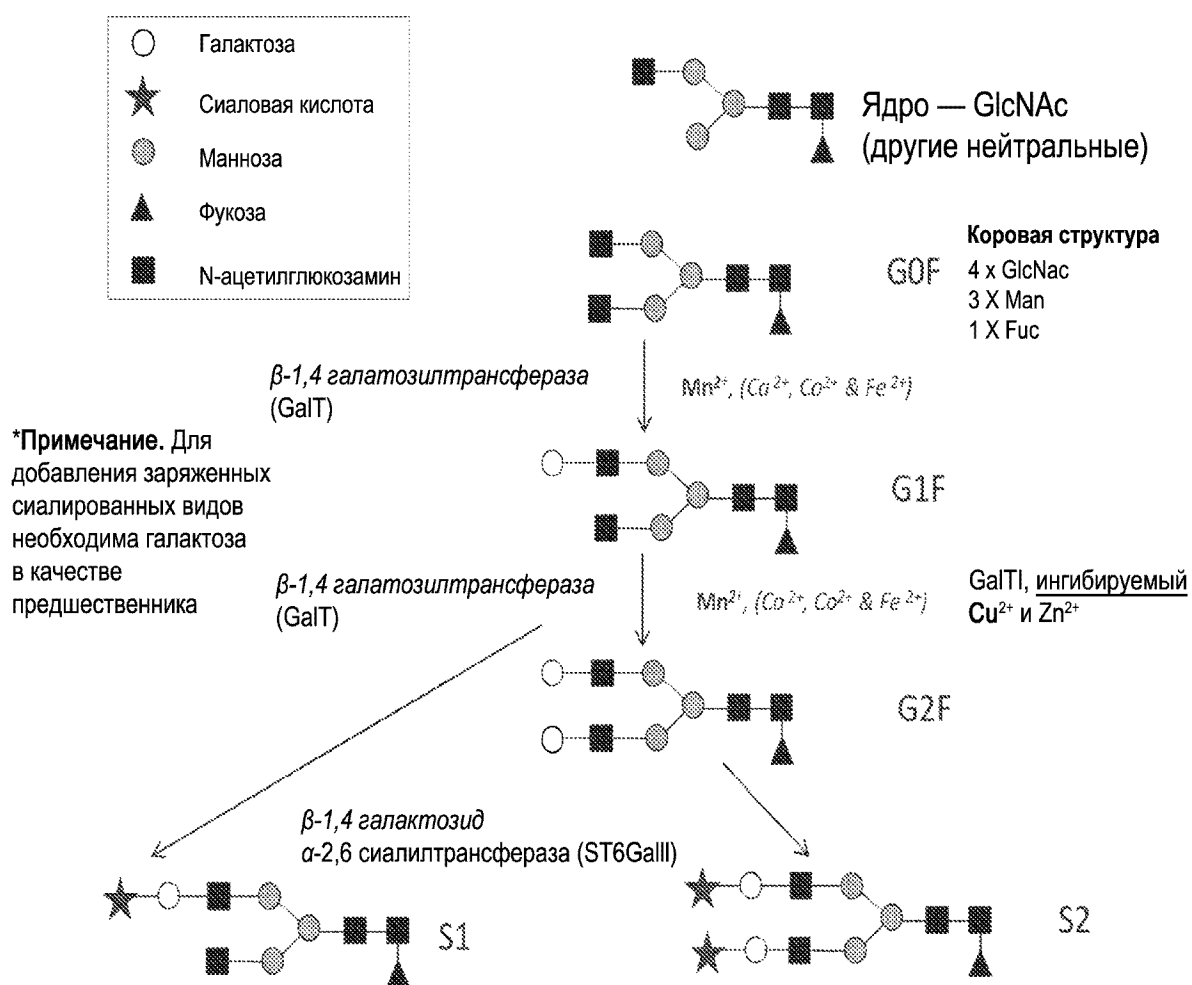 Галактоза
Сиаловая кислота
Манноза
Фукоза
N-ацетилглюкозамин
Ядро — GlcNAc
(другие нейтральные)
G0F
Коровая структура
4 x GlcNac
3 X Man
1 X Fuc
β-1,4 галатозилтрансфераза
(GalT)
Mn²⁺, (Ca²⁺, Co²⁺ & Fe²⁺)
*Примечание. Для
добавления заряженных
сиалированных видов
необходима галактоза
в качестве
предшественника
G1F
β-1,4 галатозилтрансфераза
(GalT)
Mn²⁺, (Ca²⁺, Co²⁺ & Fe²⁺)
GalTI, ингибируемый
Cu²⁺ и Zn²⁺
G2F
β-1,4 галактозид
α-2,6 сиалилтрансфераза (ST6GalII)
S1
S2